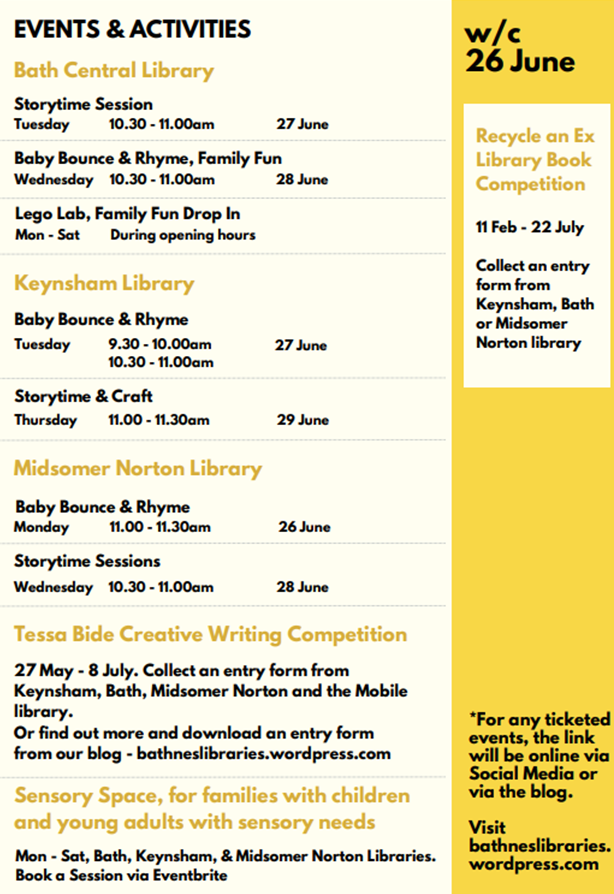 EVENTS & ACTIVITIES
Bath Central Library
Storytime Session
Tuesday 10.30 - 11.00am 27 June
Baby Bounce & Rhyme, Family Fun
Wednesday 10.30 - 11.00am 28 June
Lego Lab, Family Fun Drop In
Mon - Sat During opening hours
Keynsham Library
Baby Bounce & Rhyme
Tuesday 9.30 - 10.00am 27 June
10.30 - 11.00am
Storytime & Craft
Thursday 11.00 - 11.30am 29 June
Midsomer Norton Library
Baby Bounce & Rhyme
Monday 11.00 - 11.30am 26 June
Storytime Sessions
Wednesday 10.30 - 11.00am 28 June
Tessa Bide Creative Writing Competition
27 May - 8 July. Collect an entry form from
Keynsham, Bath, Midsomer Norton and the Mobile
library.
Or find out more and download an entry form
from our blog - bathneslibraries.wordpress.com
Sensory Space, for families with children
and young adults with sensory needs
Mon - Sat, Bath, Keynsham, & Midsomer Norton Libraries.
Book a Session via Eventbrite
w/c
26 June
Recycle an Ex
Library Book
Competition
11 Feb - 22 July
Collect an entry
form from
Keynsham, Bath
or Midsomer
Norton library
*For any ticketed
events, the link
will be online via
Social Media or
via the blog.
Visit
bathneslibraries.
wordpress.com